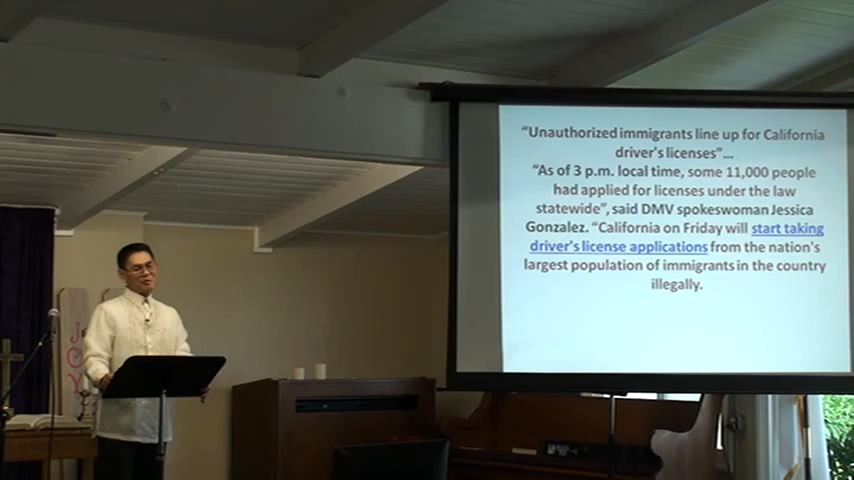 “Unauthorized immigrants line up for California
driver's licenses”...
“As of 3 p.m. local time, some 11,000 people
had applied for licenses under the law
statewide”, said DMV spokeswoman Jessica
Gonzalez. “California on Friday will start taking
driver's license applications from the nation's
largest population of immigrants in the country
illegally.
JOY